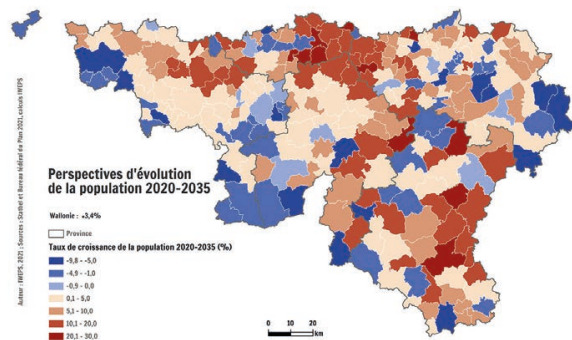 Perspectives d'évolution
de la population 2020-2035
Wallonie : +3,4%
Province
Taux de croissance de la population 2020-2035 (%)
-9,8 - -5,0
-4,9 - -1,0
-0,9 - 0,0
0,1 - 5,0
5,1 - 10,0
10,1 - 20,0
20,1 - 30,0
0 10 20
km
Auteur : IWEPS, 2021 ; Sources : Statbel et Bureau fédéral du Plan 2021, calculs IWEPS